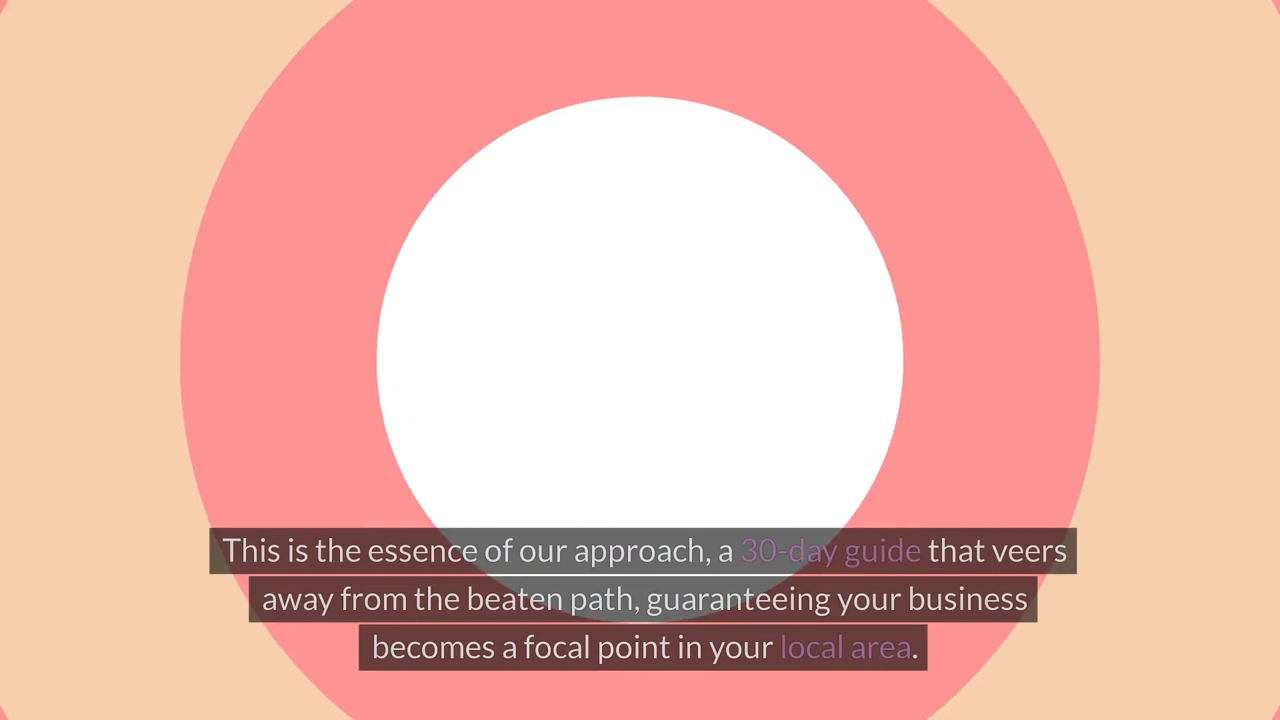 This is the essence of our approach, a 30-day guide that veers
away from the beaten path, guaranteeing your business
becomes a focal point in your local area.